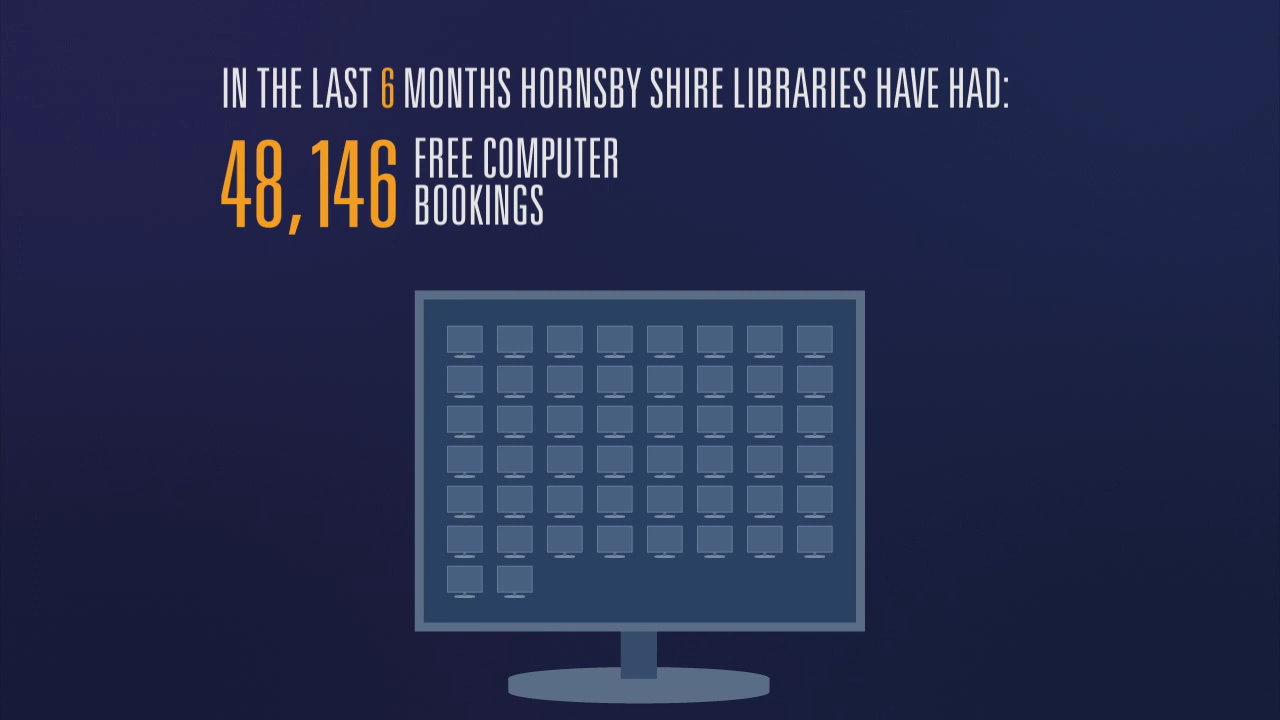 IN THE LAST 6 MONTHS HORNSBY SHIRE LIBRARIES HAVE HAD:
48,146 FREE COMPUTER
BOOKINGS